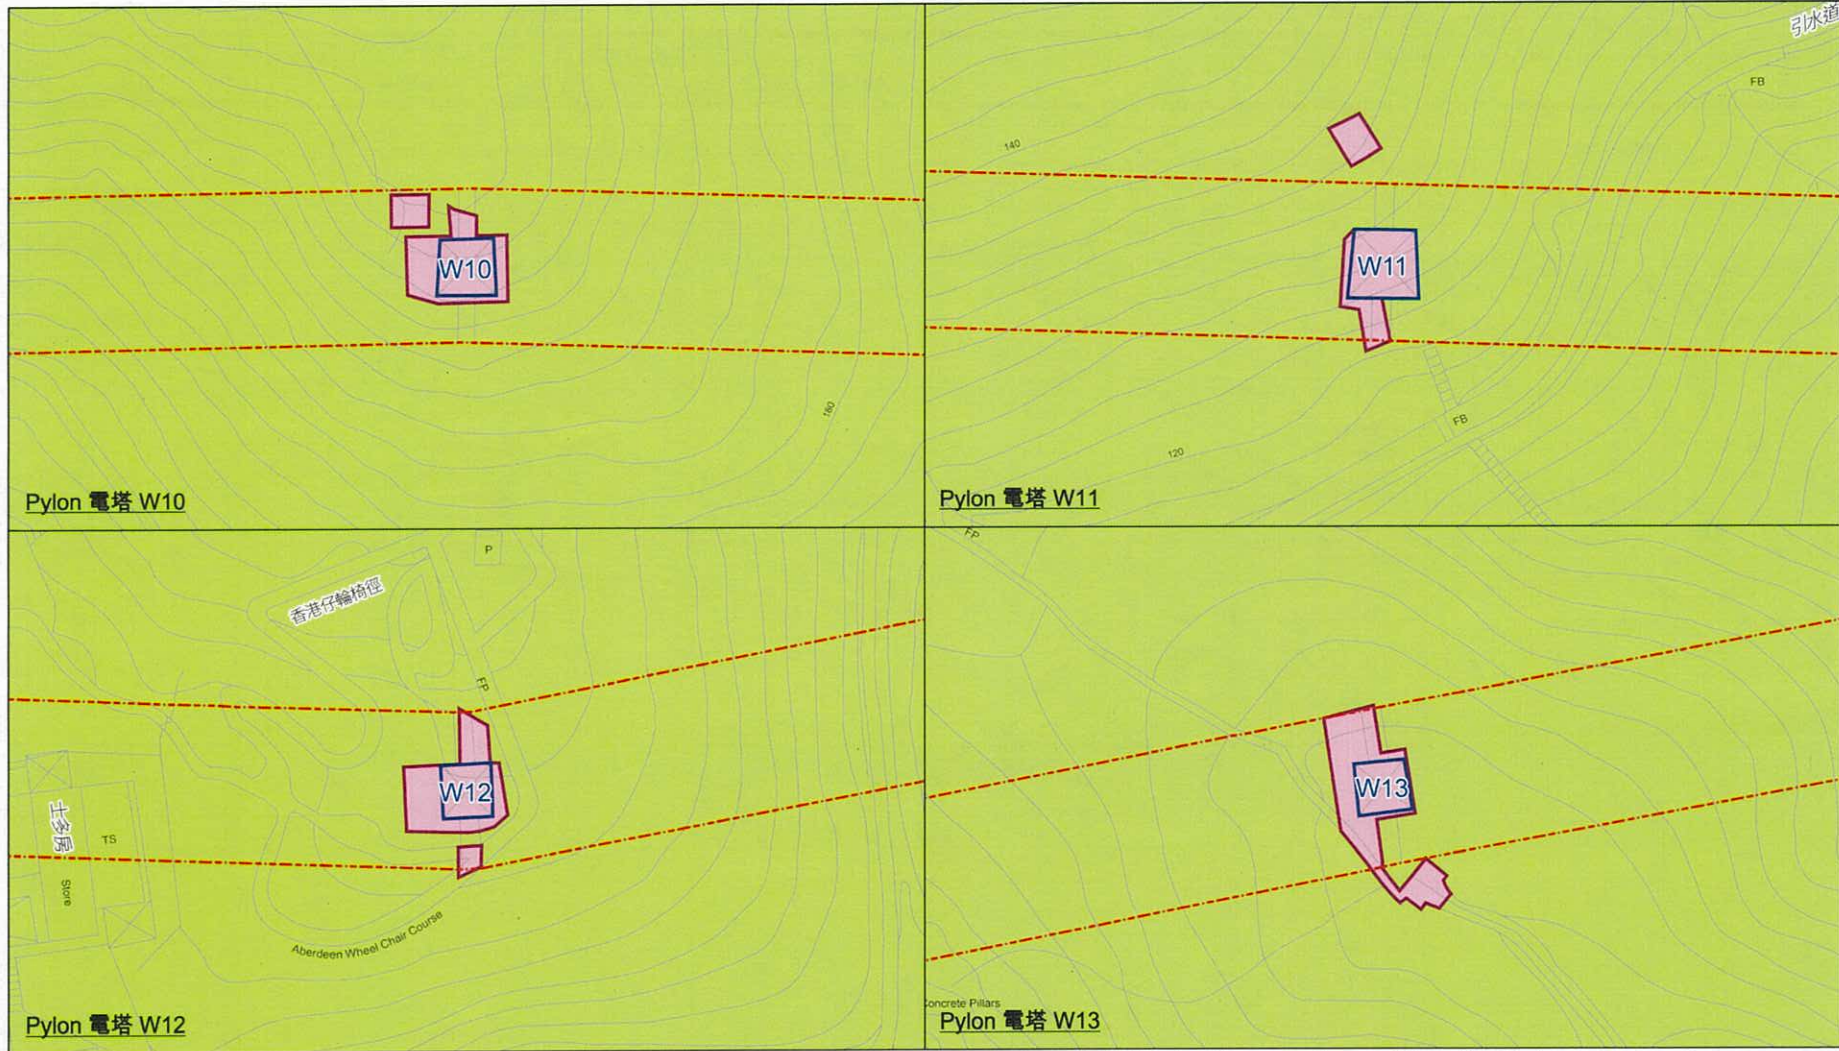 W10
180
Pylon 電塔 W10
引水道
FB
140
W11
FB
120
Pylon 電塔 W11
P
香港仔輪椅徑
FP
W12
士多房
TS
Store
Aberdeen Wheel Chair Course
Pylon 電塔 W12
FP
W13
Concrete Pillars
Pylon 電塔 W13